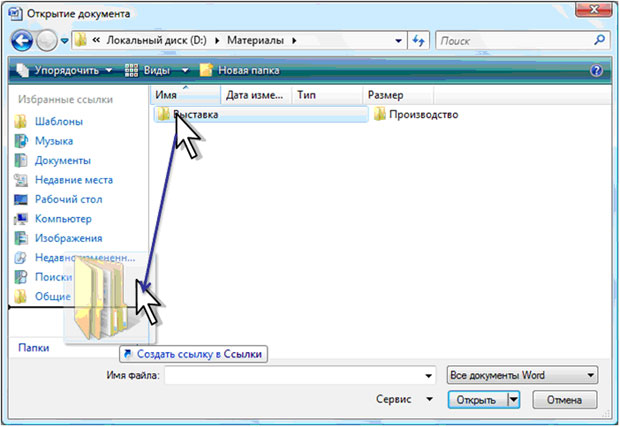 Открытие документа
« Локальный диск (D:) ▸ Материалы ▸
Поиск
Упорядочить Виды Новая папка
Избранные ссылки
Имя Дата изме... Тип Размер
Выставка Производство
Шаблоны
Музыка
Документы
Недавние места
Рабочий стол
Компьютер
Изображения
Недавно измененн...
Поиски
Общие
Создать ссылку в Ссылки
Папки
Имя файла:
Все документы Word
Сервис Открыть Отмена